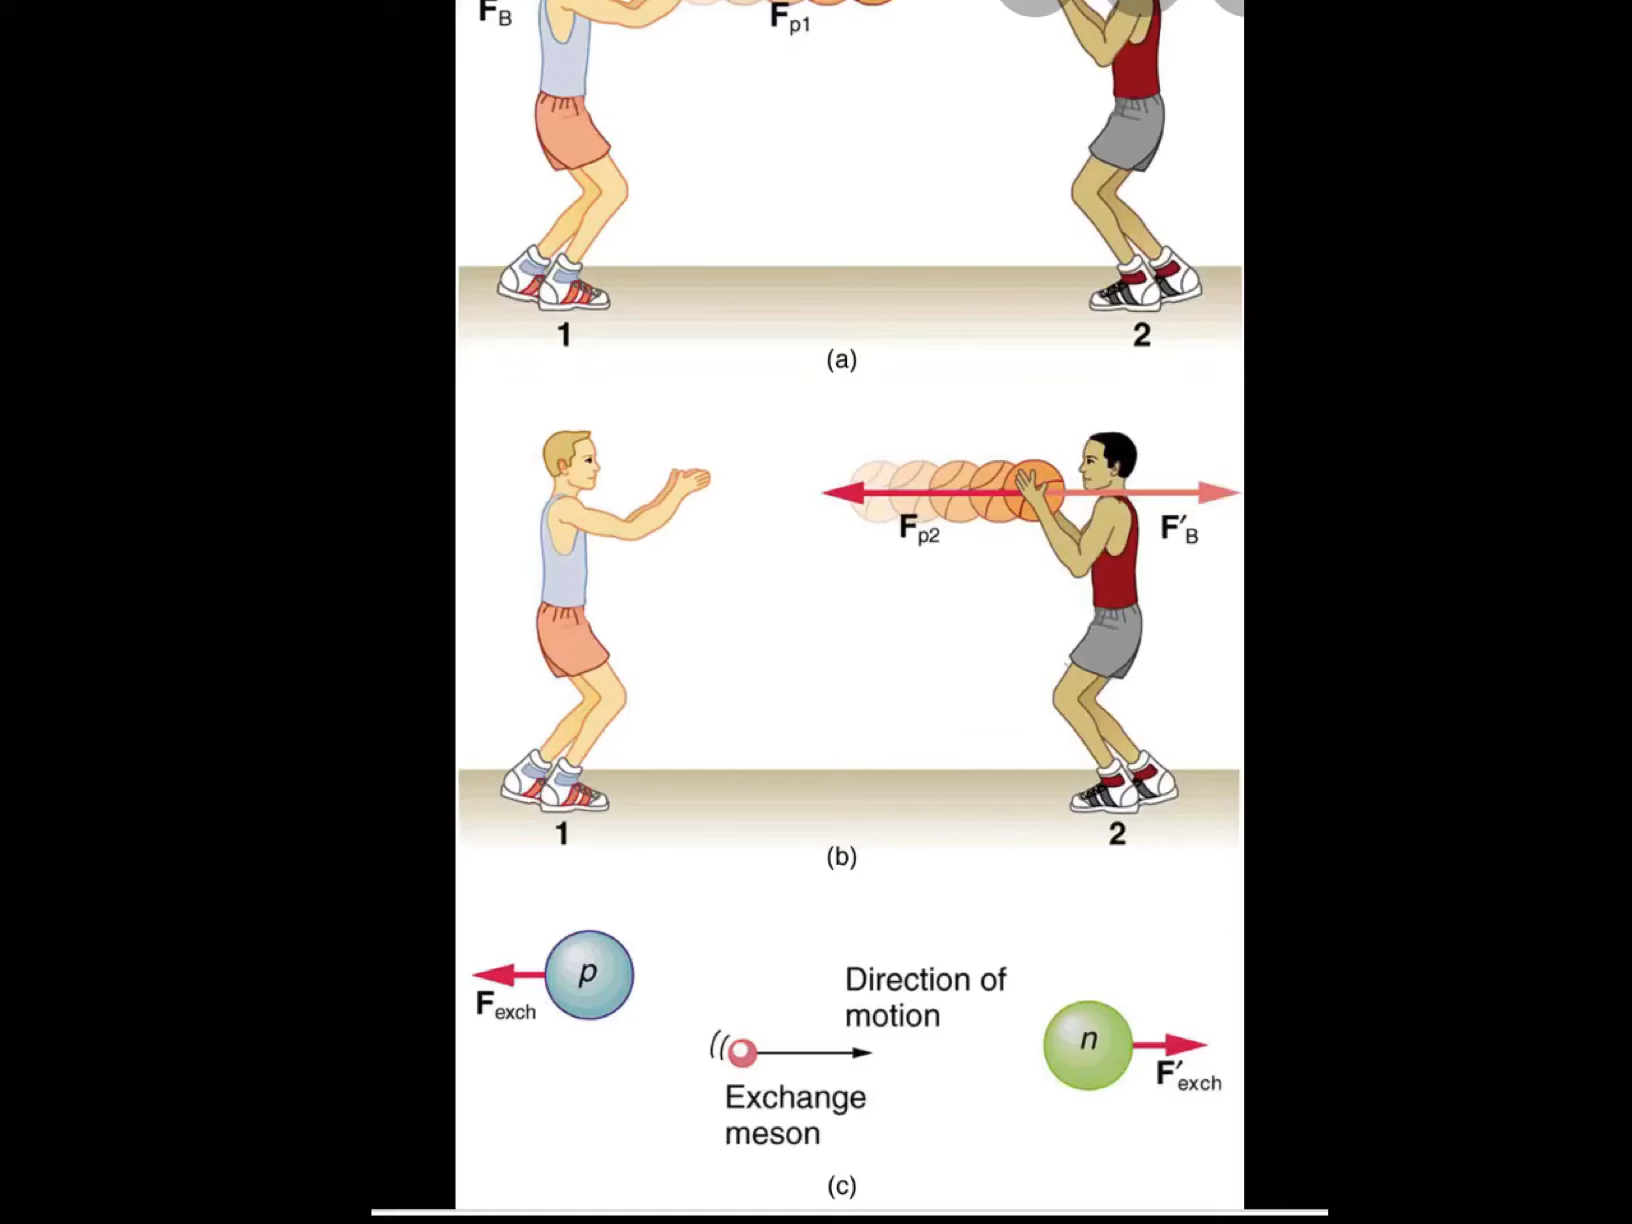 F_B
F_p1
1
2
(a)
F_p2
F′_B
1
2
(b)
p
F_exch
Direction of
motion
n
F′_exch
Exchange
meson
(c)